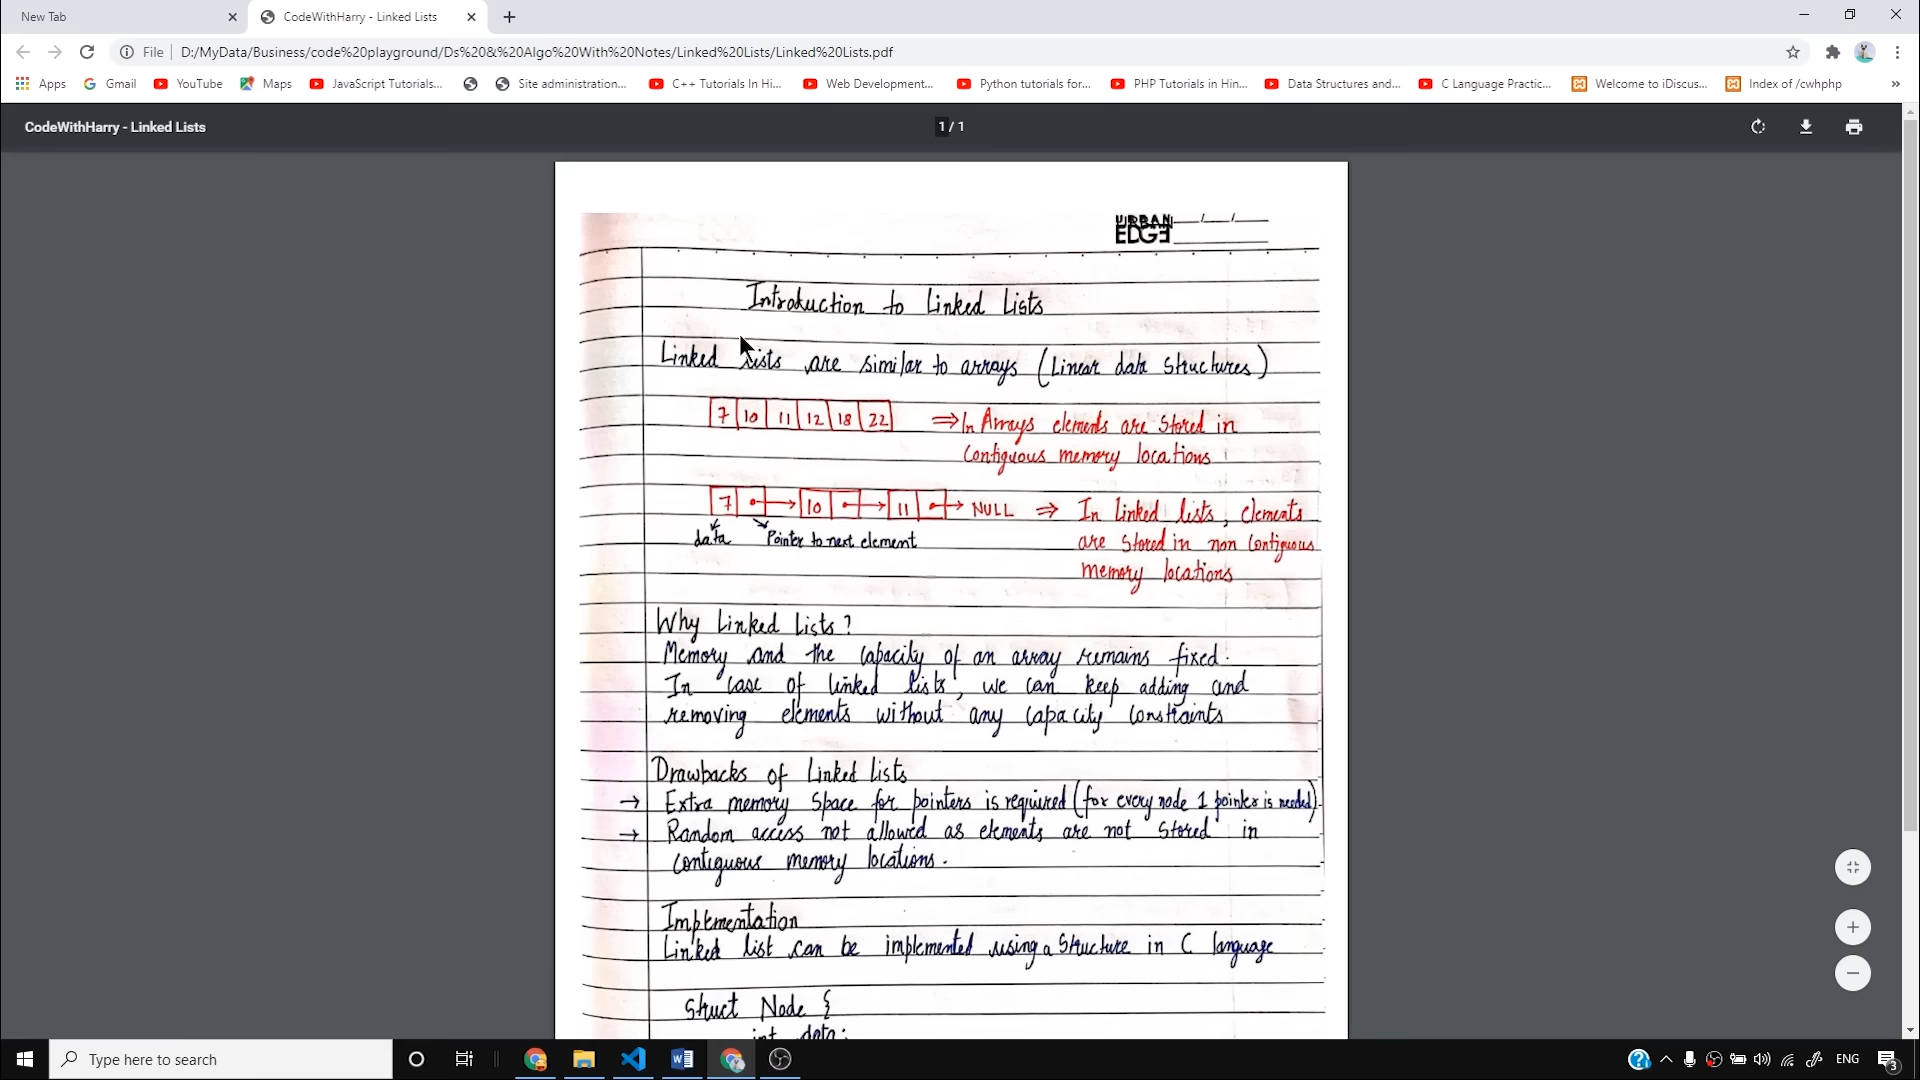 New Tab
CodeWithHarry - Linked Lists
File D:/MyData/Business/code%20playground/Ds%20&%20Algo%20With%20Notes/Linked%20Lists/Linked%20Lists.pdf
Apps Gmail YouTube Maps JavaScript Tutorials... Site administration... C++ Tutorials In Hi... Web Development... Python tutorials for... PHP Tutorials in Hin... Data Structures and... C Language Practic... Welcome to iDiscus... Index of /cwhphp »
CodeWithHarry - Linked Lists
1 / 1
URBAN
EDGE
Introduction to Linked Lists
Linked Lists are similar to arrays (Linear data Structures)
7 10 11 12 18 22 ⇒ In Arrays elements are stored in
Contiguous memory locations
7 → 10 → 11 → NULL ⇒ In linked lists, elements
data Pointer to next element are stored in non contiguous
memory locations
Why Linked Lists?
Memory and the capacity of an array remains fixed.
In case of linked lists, we can keep adding and
removing elements without any capacity constraints
Drawbacks of Linked Lists
→ Extra memory space for pointers is required (for every node 1 pointer is needed).
→ Random access not allowed as elements are not stored in
contiguous memory locations.
Implementation
Linked list can be implemented using a structure in C language
Struct Node {
int data;
Type here to search
ENG
3